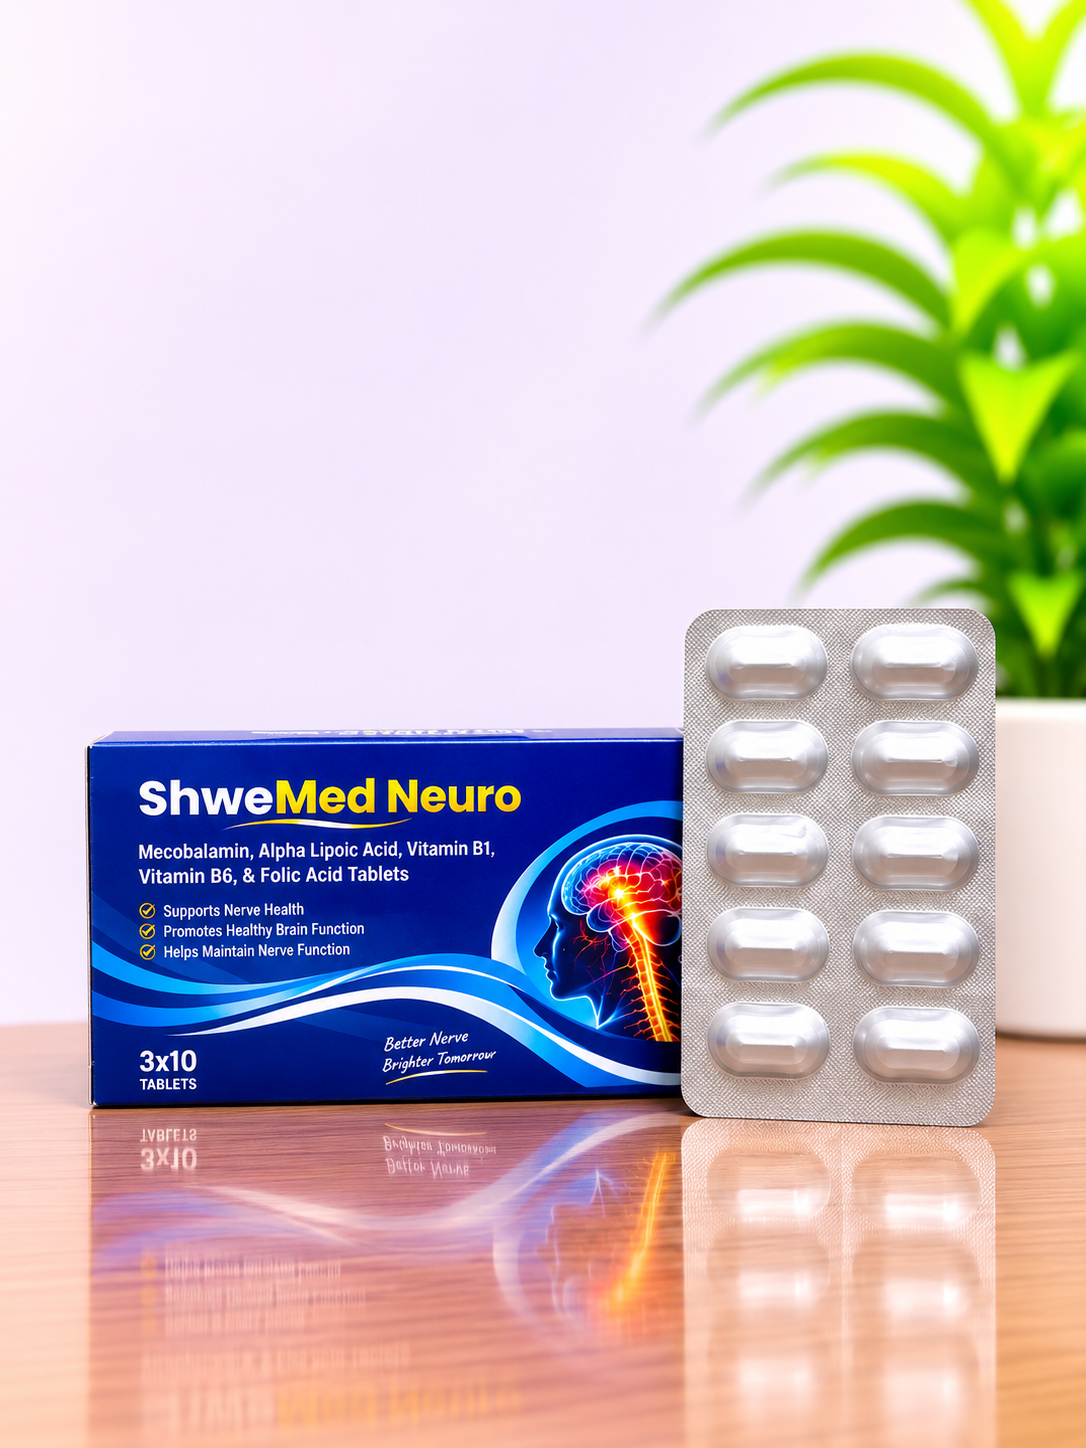 ShweMed Neuro
Mecobalamin, Alpha Lipoic Acid, Vitamin B1,
Vitamin B6, & Folic Acid Tablets
Supports Nerve Health
Promotes Healthy Brain Function
Helps Maintain Nerve Function
3x10
TABLETS
Better Nerve
Brighter Tomorrow